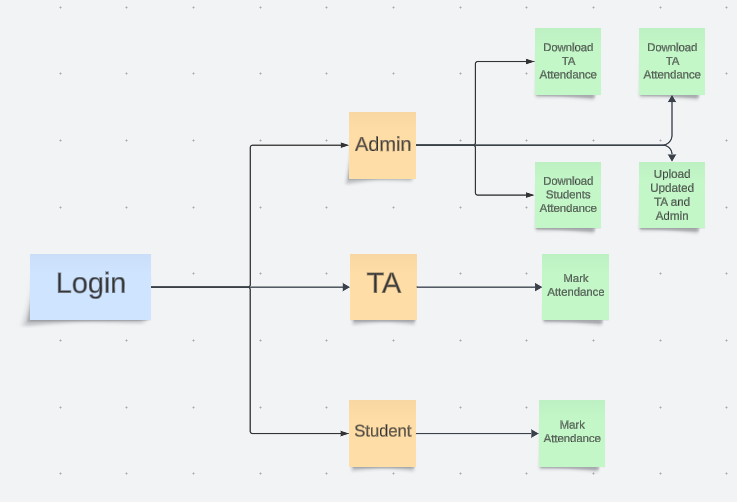 Download
TA
Attendance
Download
TA
Attendance
Admin
Download
Students
Attendance
Upload
Updated
TA and
Admin
Login
TA
Mark
Attendance
Student
Mark
Attendance